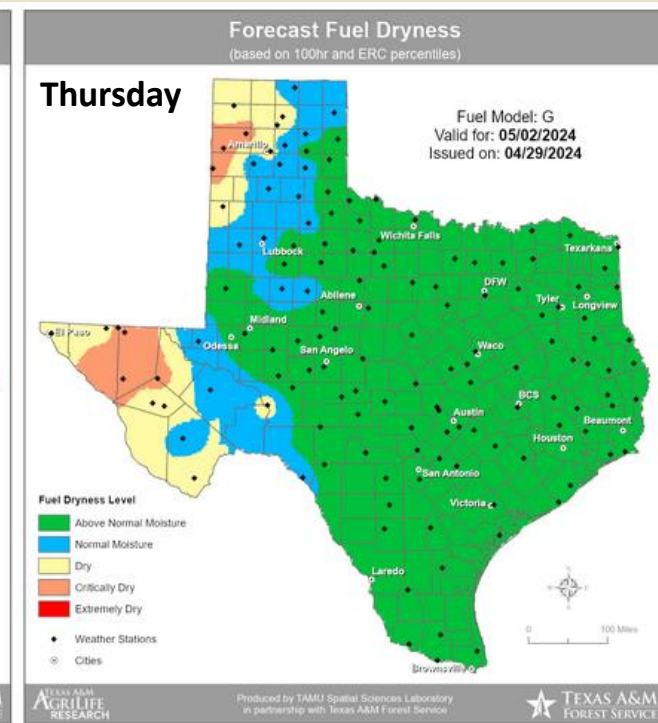 Forecast Fuel Dryness
(based on 100hr and ERC percentiles)
Thursday
Fuel Model: G
Valid for: 05/02/2024
Issued on: 04/29/2024
Amarillo
Lubbock
Wichita Falls
Texarkana
DFW
Abilene
Tyler
Longview
El Paso
Midland
Odessa
San Angelo
Waco
BCS
Austin
Beaumont
Houston
San Antonio
Victoria
Laredo
Brownsville
Fuel Dryness Level
Above Normal Moisture
Normal Moisture
Dry
Critically Dry
Extremely Dry
Weather Stations
Cities
0 100 Miles
TEXAS A&M
AGRILIFE
RESEARCH
Produced by TAMU Spatial Sciences Laboratory
in partnership with Texas A&M Forest Service
TEXAS A&M
FOREST SERVICE